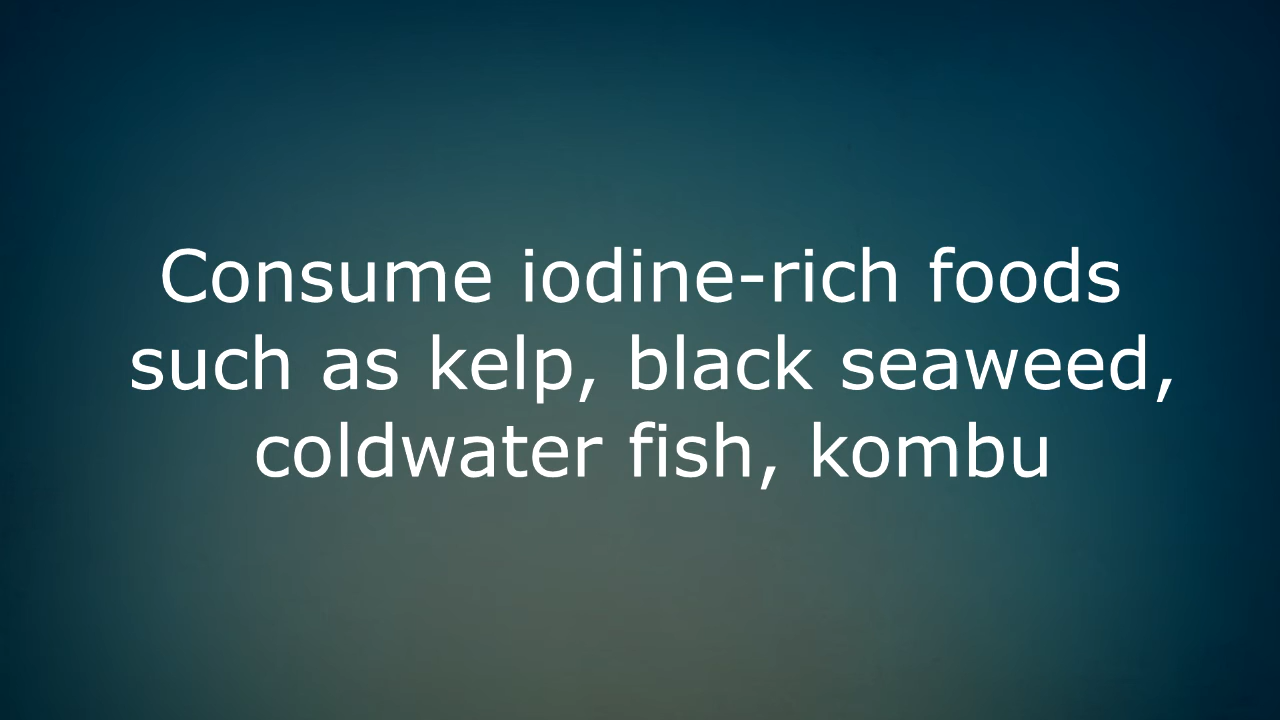 Consume iodine-rich foods
such as kelp, black seaweed,
coldwater fish, kombu